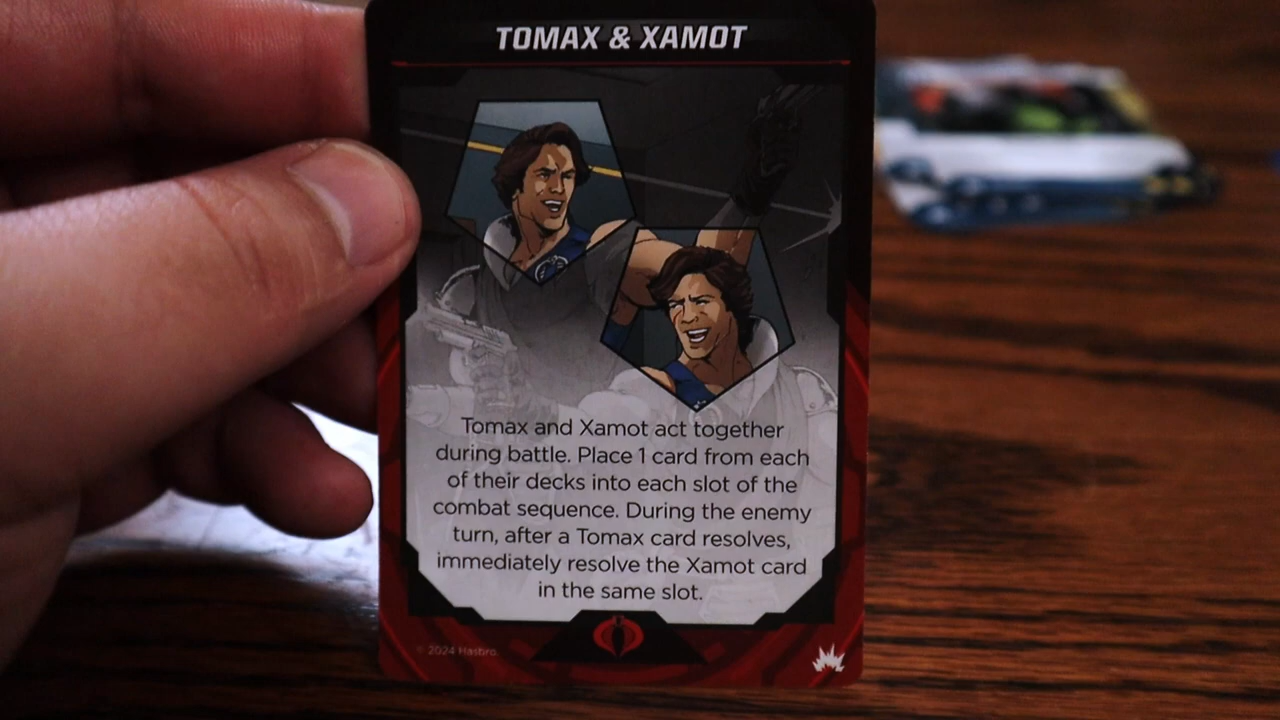 TOMAX & XAMOT
Tomax and Xamot act together
during battle. Place 1 card from each
of their decks into each slot of the
combat sequence. During the enemy
turn, after a Tomax card resolves,
immediately resolve the Xamot card
in the same slot.
© 2024 Hasbro.